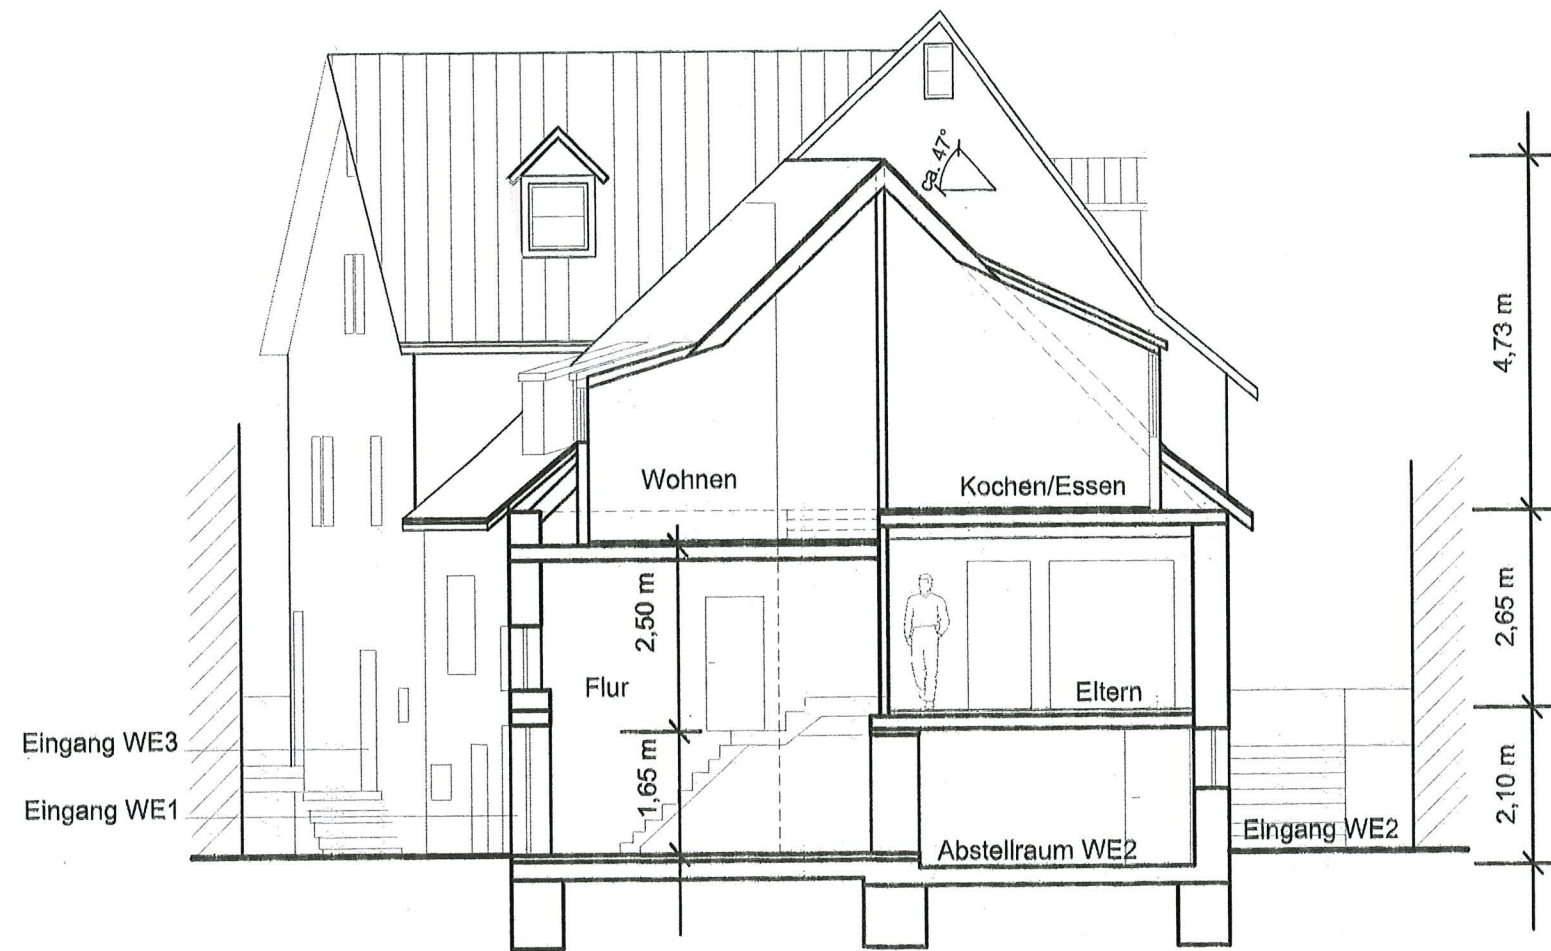 ca. 47°
4,73 m
Wohnen
Kochen/Essen
2,50 m
2,65 m
Flur
Eltern
Eingang WE3
1,65 m
2,10 m
Eingang WE1
Eingang WE2
Abstellraum WE2